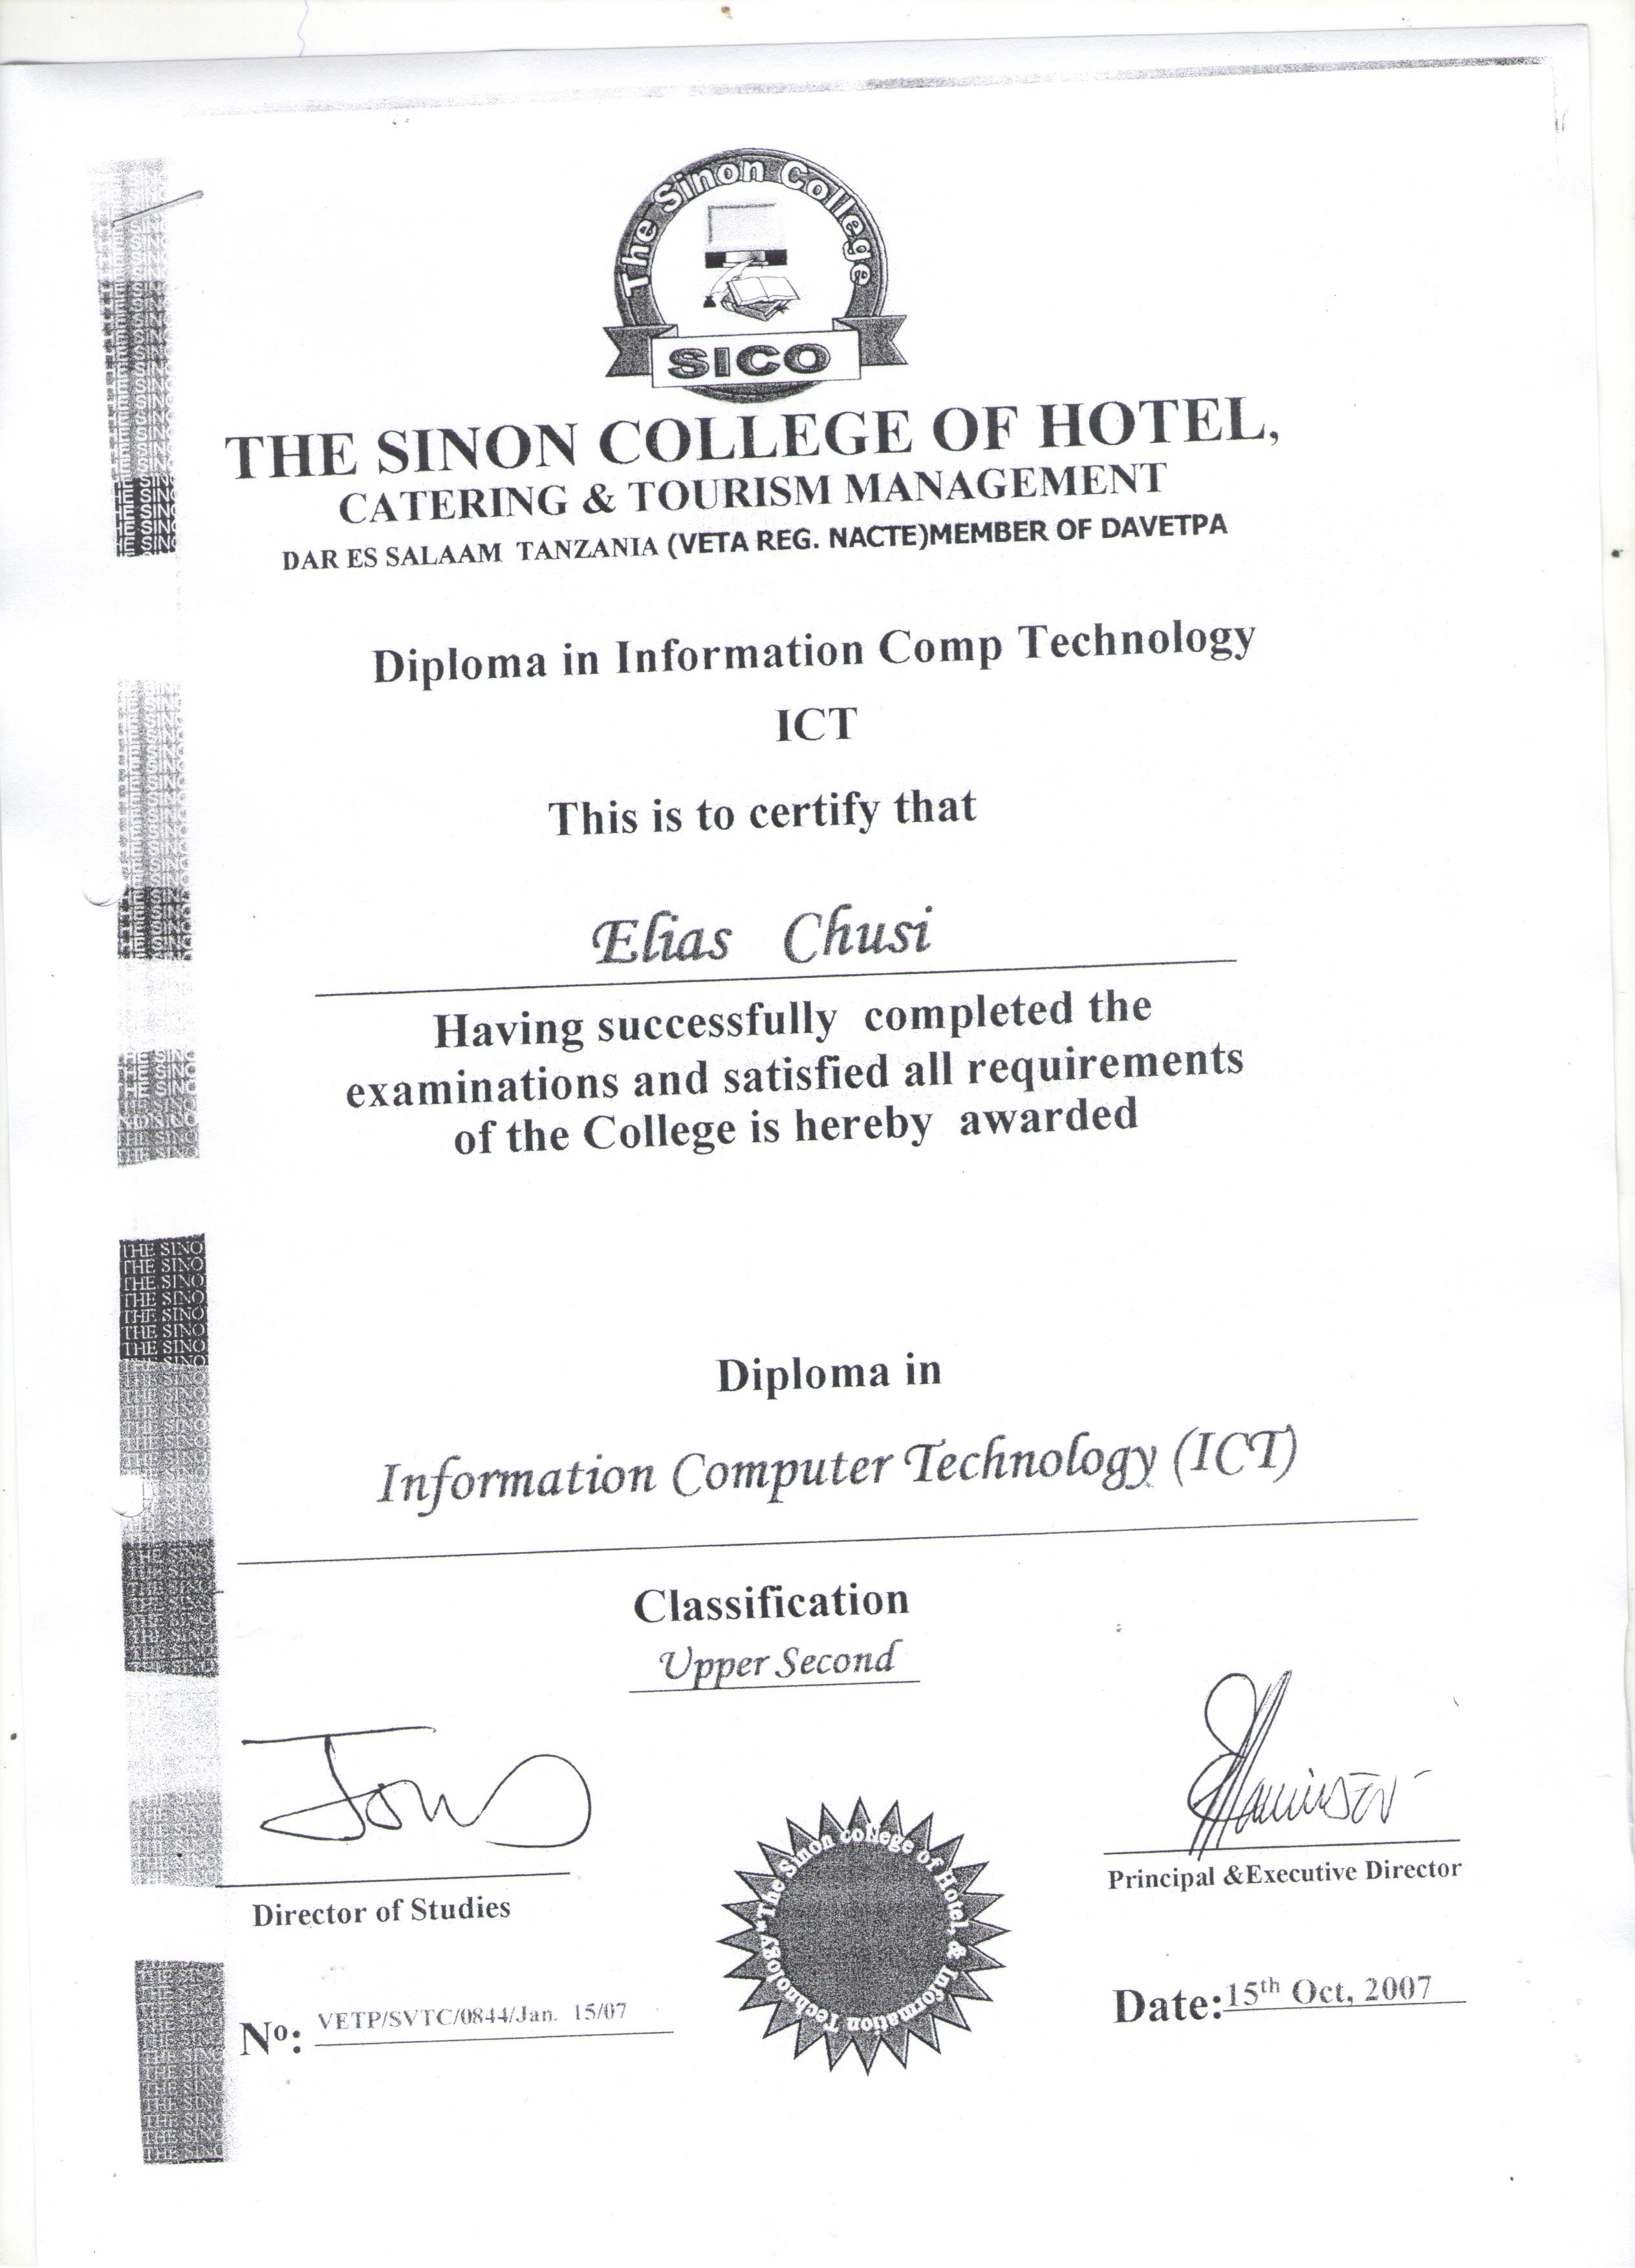 The Sinon College
SICO
THE SINON COLLEGE OF HOTEL,
CATERING & TOURISM MANAGEMENT
DAR ES SALAAM TANZANIA (VETA REG. NACTE)MEMBER OF DAVETPA
Diploma in Information Comp Technology
ICT
This is to certify that
Elias Chusi
Having successfully completed the
examinations and satisfied all requirements
of the College is hereby awarded
Diploma in
Information Computer Technology (ICT)
Classification
Upper Second
Director of Studies
Principal &Executive Director
The Sinon college of Hotel, & Information Technology
No: VETP/SVTC/0844/Jan. 15/07
Date:15th Oct, 2007